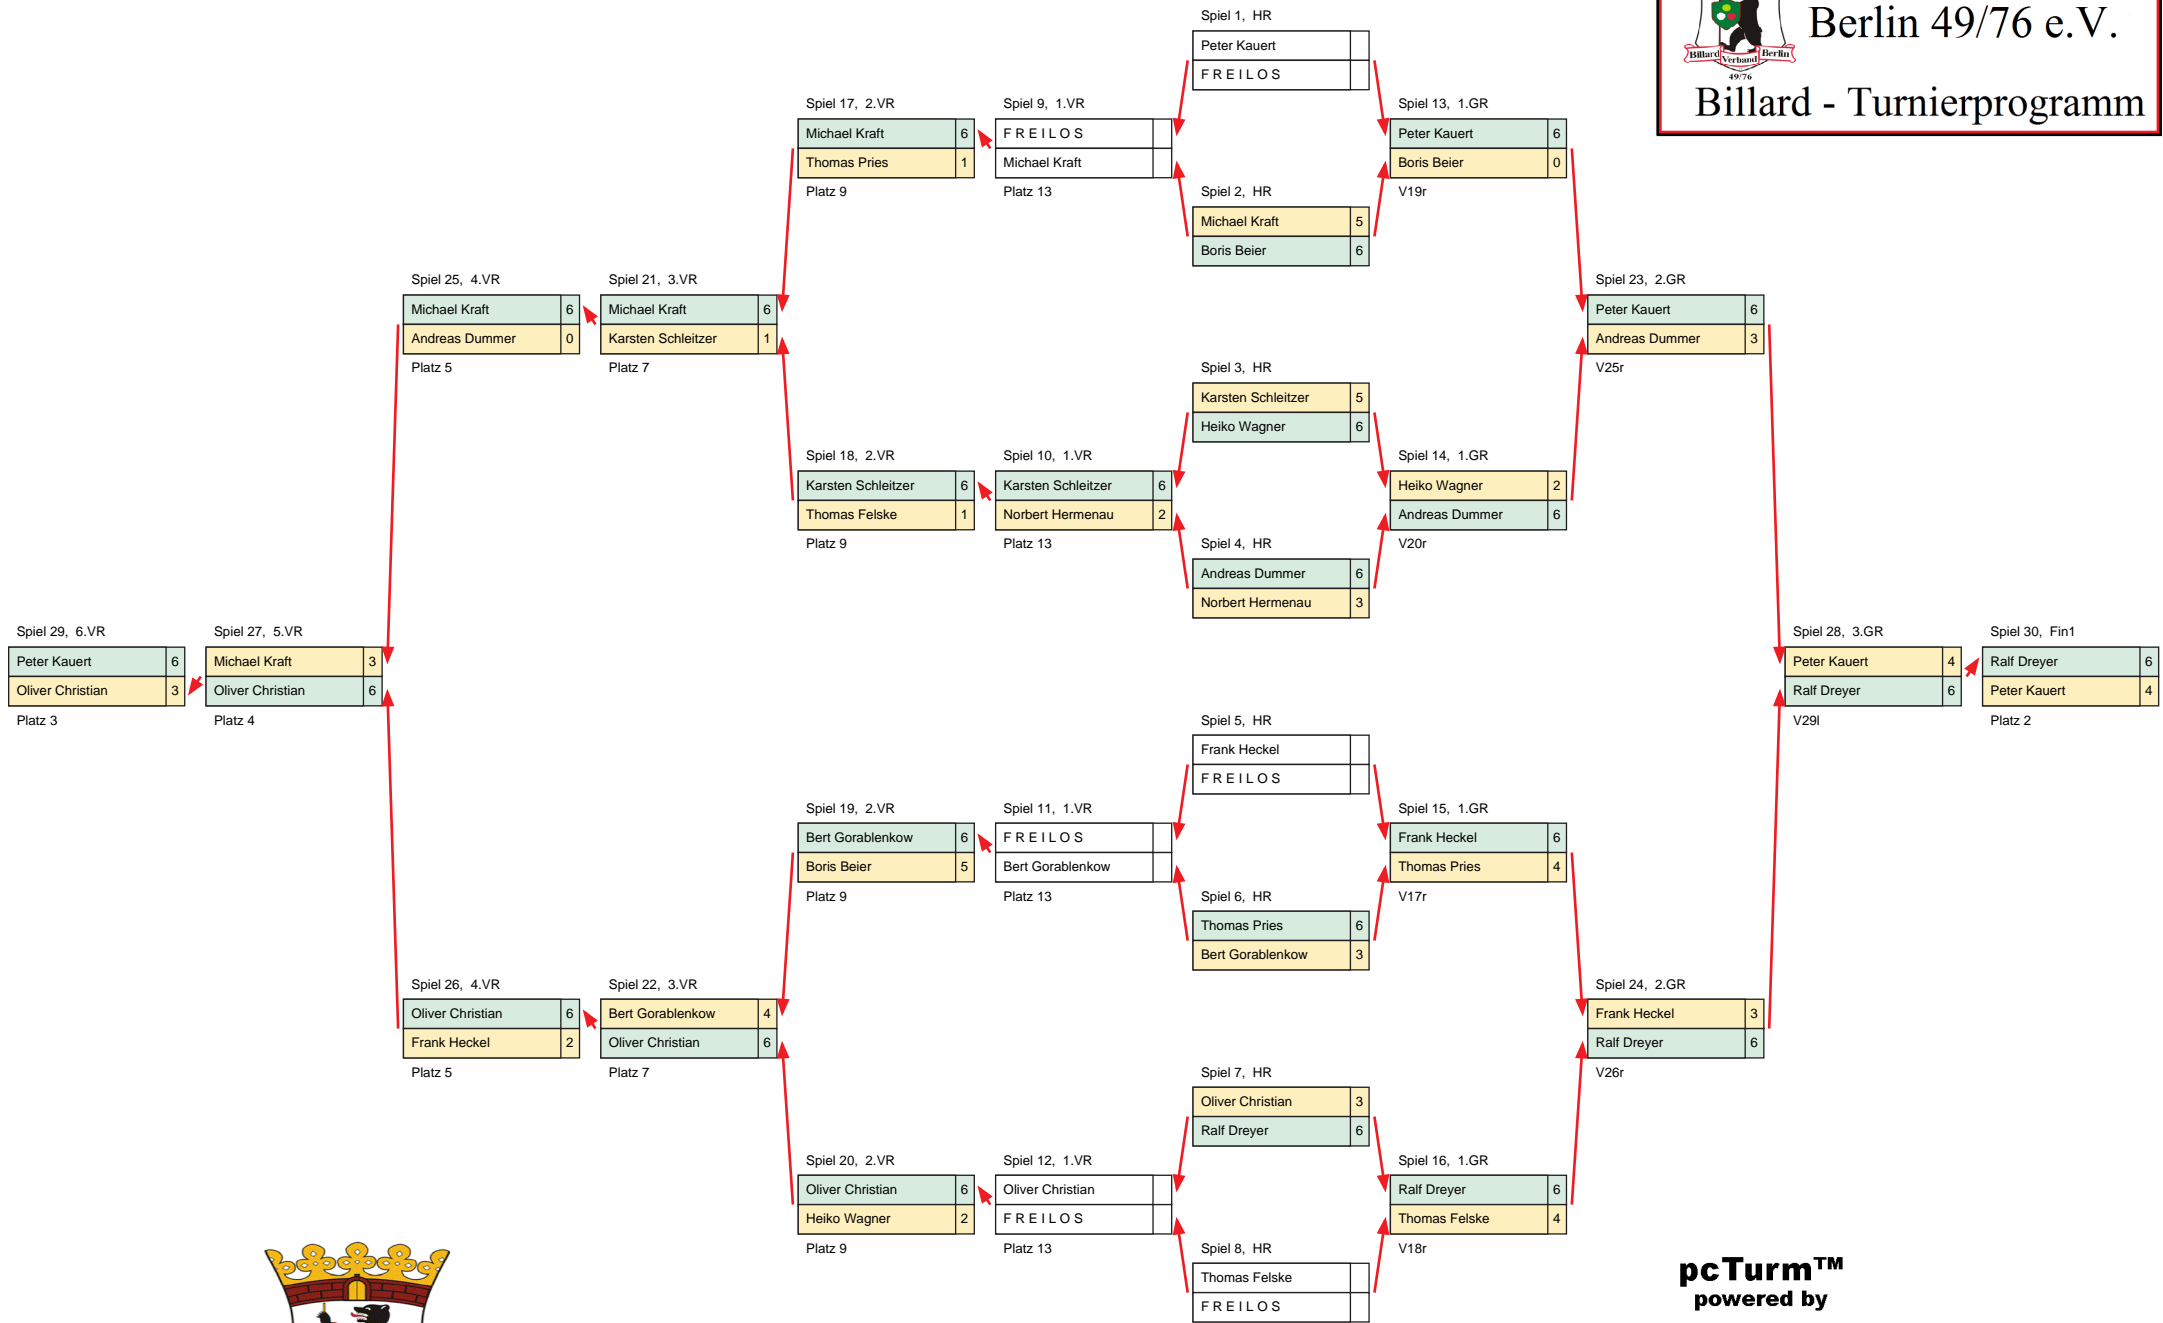 Berlin 49/76 e.V.
Billard Verband Berlin
49/76
Billard - Turnierprogramm
Spiel 1, HR
Peter Kauert
F R E I L O S
Spiel 17, 2.VR
Michael Kraft 6
Thomas Pries 1
Platz 9
Spiel 9, 1.VR
F R E I L O S
Michael Kraft
Platz 13
Spiel 13, 1.GR
Peter Kauert 6
Boris Beier 0
V19r
Spiel 2, HR
Michael Kraft 5
Boris Beier 6
Spiel 25, 4.VR
Michael Kraft 6
Andreas Dummer 0
Platz 5
Spiel 21, 3.VR
Michael Kraft 6
Karsten Schleitzer 1
Platz 7
Spiel 23, 2.GR
Peter Kauert 6
Andreas Dummer 3
V25r
Spiel 3, HR
Karsten Schleitzer 5
Heiko Wagner 6
Spiel 18, 2.VR
Karsten Schleitzer 6
Thomas Felske 1
Platz 9
Spiel 10, 1.VR
Karsten Schleitzer 6
Norbert Hermenau 2
Platz 13
Spiel 14, 1.GR
Heiko Wagner 2
Andreas Dummer 6
V20r
Spiel 4, HR
Andreas Dummer 6
Norbert Hermenau 3
Spiel 29, 6.VR
Peter Kauert 6
Oliver Christian 3
Platz 3
Spiel 27, 5.VR
Michael Kraft 3
Oliver Christian 6
Platz 4
Spiel 28, 3.GR
Peter Kauert 4
Ralf Dreyer 6
V29l
Spiel 30, Fin1
Ralf Dreyer 6
Peter Kauert 4
Platz 2
Spiel 5, HR
Frank Heckel
F R E I L O S
Spiel 19, 2.VR
Bert Gorablenkow 6
Boris Beier 5
Platz 9
Spiel 11, 1.VR
F R E I L O S
Bert Gorablenkow
Platz 13
Spiel 15, 1.GR
Frank Heckel 6
Thomas Pries 4
V17r
Spiel 6, HR
Thomas Pries 6
Bert Gorablenkow 3
Spiel 26, 4.VR
Oliver Christian 6
Frank Heckel 2
Platz 5
Spiel 22, 3.VR
Bert Gorablenkow 4
Oliver Christian 6
Platz 7
Spiel 24, 2.GR
Frank Heckel 3
Ralf Dreyer 6
V26r
Spiel 7, HR
Oliver Christian 3
Ralf Dreyer 6
Spiel 20, 2.VR
Oliver Christian 6
Heiko Wagner 2
Platz 9
Spiel 12, 1.VR
Oliver Christian
F R E I L O S
Platz 13
Spiel 16, 1.GR
Ralf Dreyer 6
Thomas Felske 4
V18r
Spiel 8, HR
Thomas Felske
F R E I L O S
pcTurm™
powered by